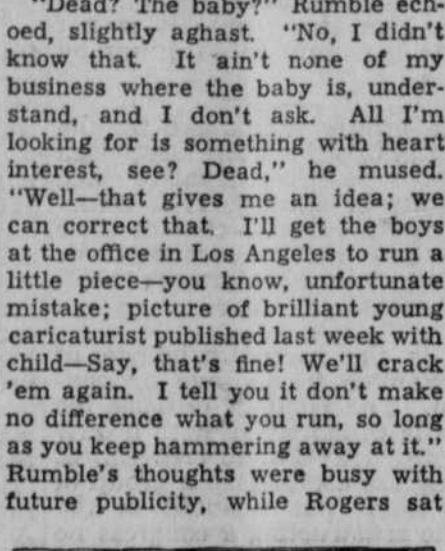 "Dead? The baby?" Rumble ech-
oed, slightly aghast. "No, I didn't
know that. It ain't none of my
business where the baby is, under-
stand, and I don't ask. All I'm
looking for is something with heart
interest, see? Dead," he mused.
"Well—that gives me an idea; we
can correct that. I'll get the boys
at the office in Los Angeles to run a
little piece—you know, unfortunate
mistake; picture of brilliant young
caricaturist published last week with
child—Say, that's fine! We'll crack
'em again. I tell you it don't make
no difference what you run, so long
as you keep hammering away at it."
Rumble's thoughts were busy with
future publicity, while Rogers sat